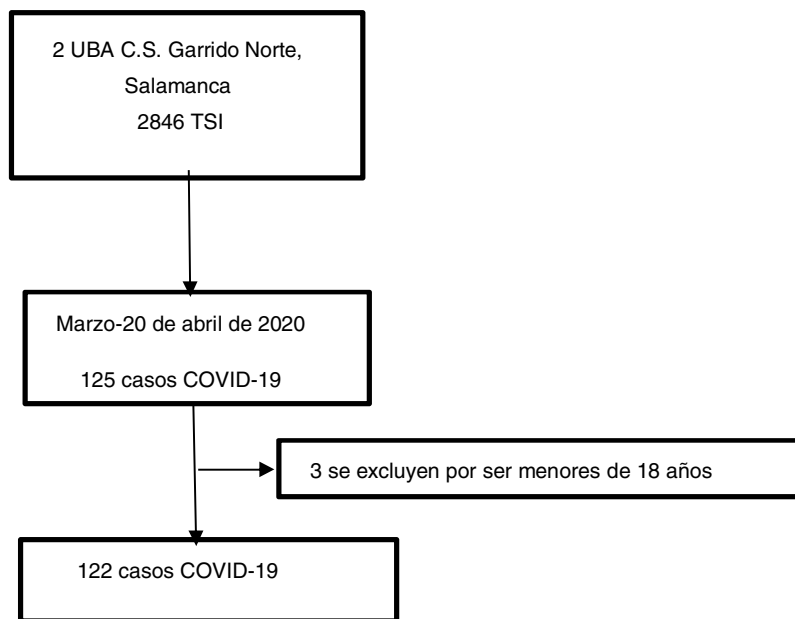 2 UBA C.S. Garrido Norte,
Salamanca
2846 TSI
Marzo-20 de abril de 2020
125 casos COVID-19
3 se excluyen por ser menores de 18 años
122 casos COVID-19